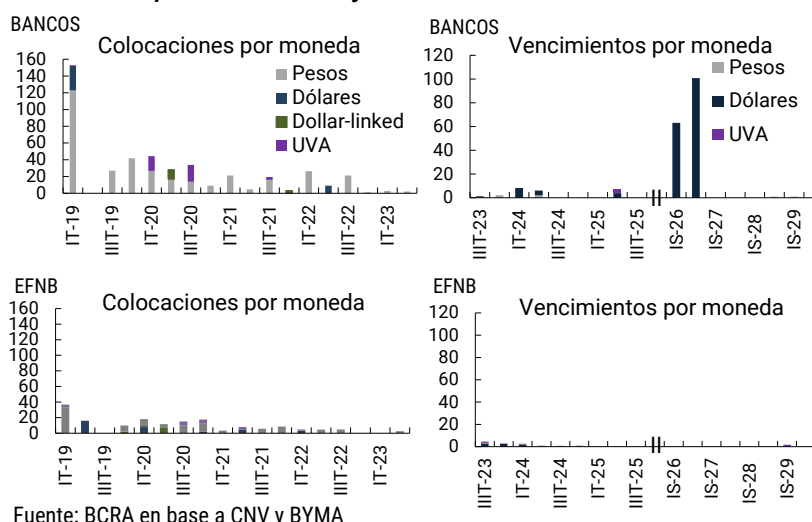 BANCOS
Colocaciones por moneda
160
140
120
100
80
60
40
20
0
Pesos
Dólares
Dollar-linked
UVA
IT-19
IIIT-19
IT-20
IIIT-20
IT-21
IIIT-21
IT-22
IIIT-22
IT-23
Vencimientos por moneda
120
100
80
60
40
20
0
Pesos
Dólares
UVA
IIIT-23
IT-24
IIIT-24
IT-25
IIIT-25
IS-26
IS-27
IS-28
IS-29
EFNB
Colocaciones por moneda
160
140
120
100
80
60
40
20
0
IT-19
IIIT-19
IT-20
IIIT-20
IT-21
IIIT-21
IT-22
IIIT-22
IT-23
Vencimientos por moneda
120
100
80
60
40
20
0
IIIT-23
IT-24
IIIT-24
IT-25
IIIT-25
IS-26
IS-27
IS-28
IS-29
Fuente: BCRA en base a CNV y BYMA